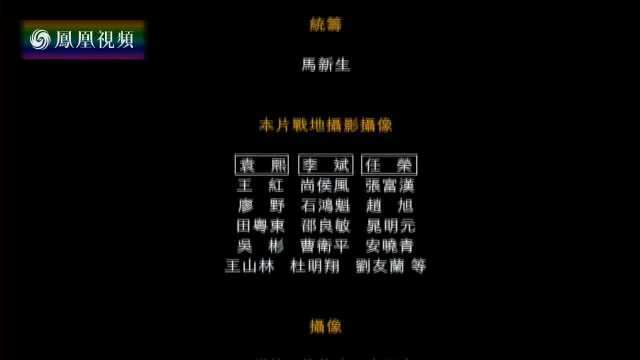 鳳凰視頻
統籌
馬新生
本片戰地攝影攝像
袁熙 李斌 任榮
王紅 尚侯風 張富漢
廖野 石鴻魁 趙旭
田粵東 邵良敏 晁明元
吳彬 曹衛平 安曉青
王山林 杜明翔 劉友蘭 等
攝像